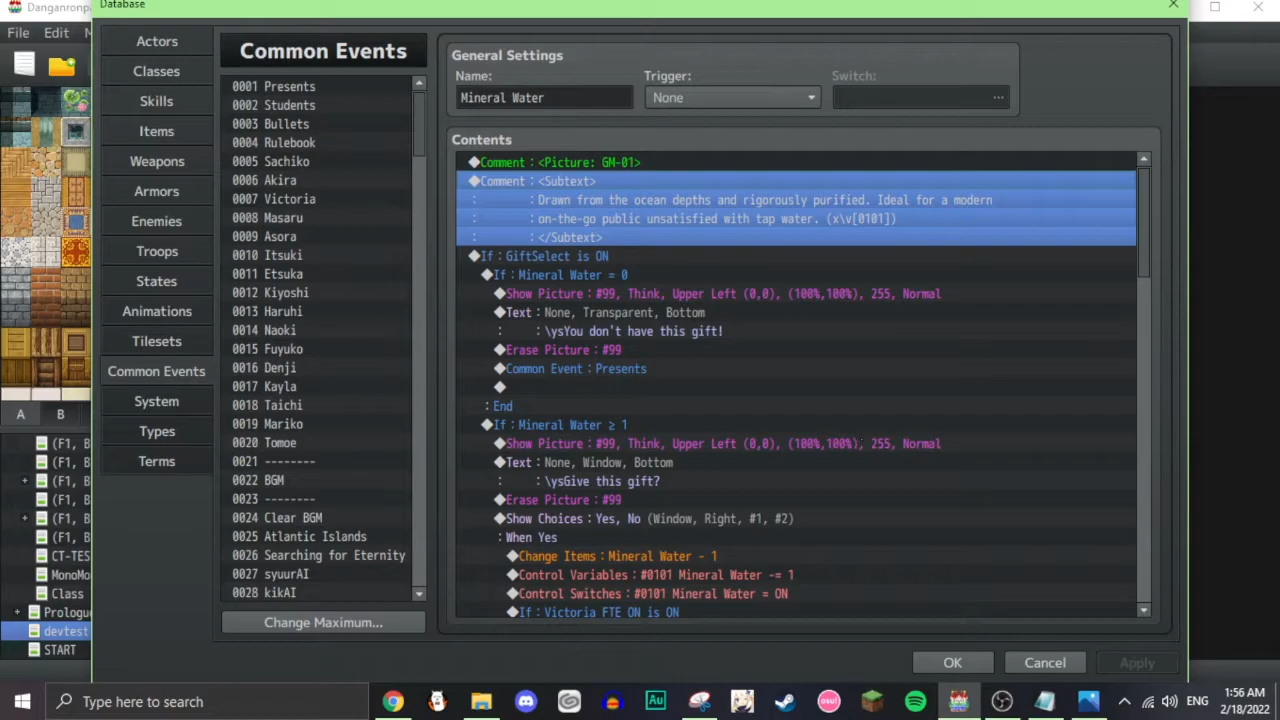 Danganronpa
Database
File Edit M
Actors
Classes
Skills
Items
Weapons
Armors
Enemies
Troops
States
Animations
Tilesets
Common Events
System
Types
Terms
A B
(F1, B
(F1, B
(F1, B
(F1, B
(F1, B
(F1, B
CT-TES
MonoMo
Class
Prologu
devtest
START
Common Events
0001 Presents
0002 Students
0003 Bullets
0004 Rulebook
0005 Sachiko
0006 Akira
0007 Victoria
0008 Masaru
0009 Asora
0010 Itsuki
0011 Etsuka
0012 Kiyoshi
0013 Haruhi
0014 Naoki
0015 Fuyuko
0016 Denji
0017 Kayla
0018 Taichi
0019 Mariko
0020 Tomoe
0021 --------
0022 BGM
0023 --------
0024 Clear BGM
0025 Atlantic Islands
0026 Searching for Eternity
0027 syuurAI
0028 kikAI
Change Maximum...
General Settings
Name: Trigger: Switch:
Mineral Water None ...
Contents
◆Comment：<Picture: GM-01>
◆Comment：<Subtext>
：　　　：Drawn from the ocean depths and rigorously purified. Ideal for a modern
：　　　：on-the-go public unsatisfied with tap water. (x\v[0101])
：　　　：</Subtext>
◆If：GiftSelect is ON
◆If：Mineral Water = 0
◆Show Picture：#99, Think, Upper Left (0,0), (100%,100%), 255, Normal
◆Text：None, Transparent, Bottom
：　　：\ysYou don't have this gift!
◆Erase Picture：#99
◆Common Event：Presents
◆
：End
◆If：Mineral Water ≥ 1
◆Show Picture：#99, Think, Upper Left (0,0), (100%,100%), 255, Normal
◆Text：None, Window, Bottom
：　　：\ysGive this gift?
◆Erase Picture：#99
◆Show Choices：Yes, No (Window, Right, #1, #2)
：When Yes
◆Change Items：Mineral Water - 1
◆Control Variables：#0101 Mineral Water -= 1
◆Control Switches：#0101 Mineral Water = ON
◆If：Victoria FTE ON is ON
OK Cancel Apply
Type here to search
Au
osu!
ENG
1:56 AM
2/18/2022